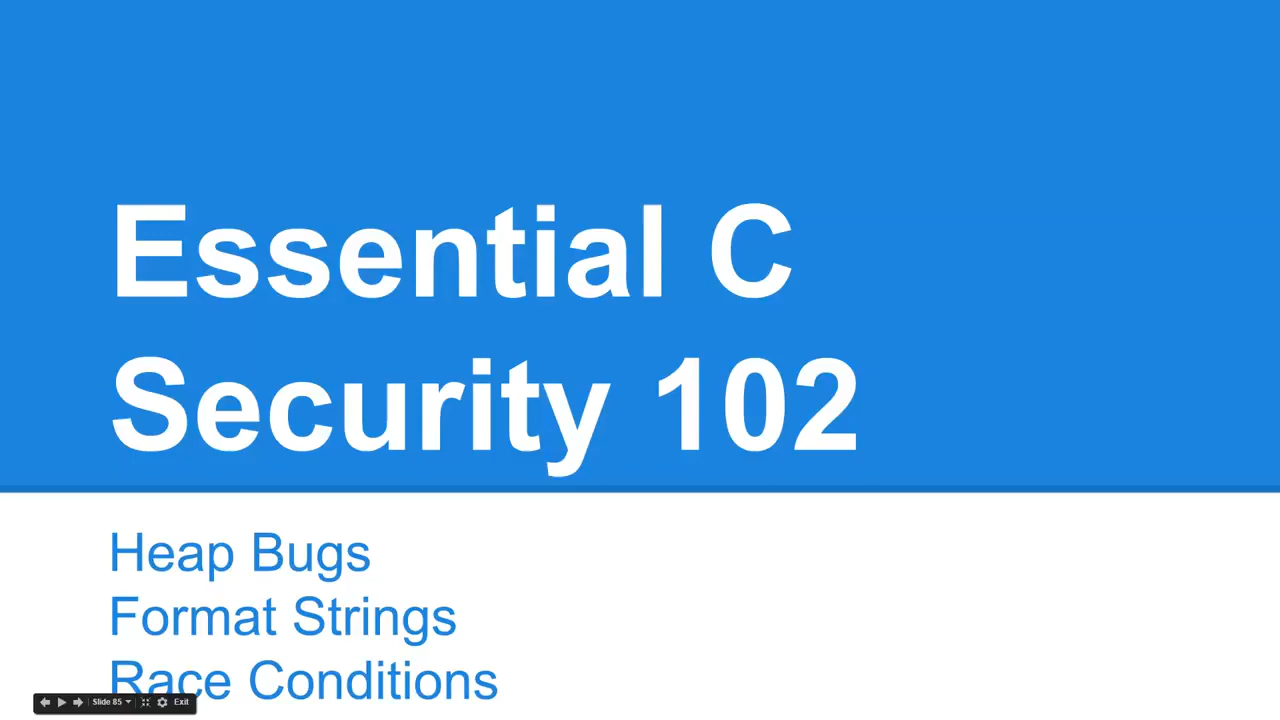 Essential C
Security 102
Heap Bugs
Format Strings
Race Conditions
Slide 85
Exit